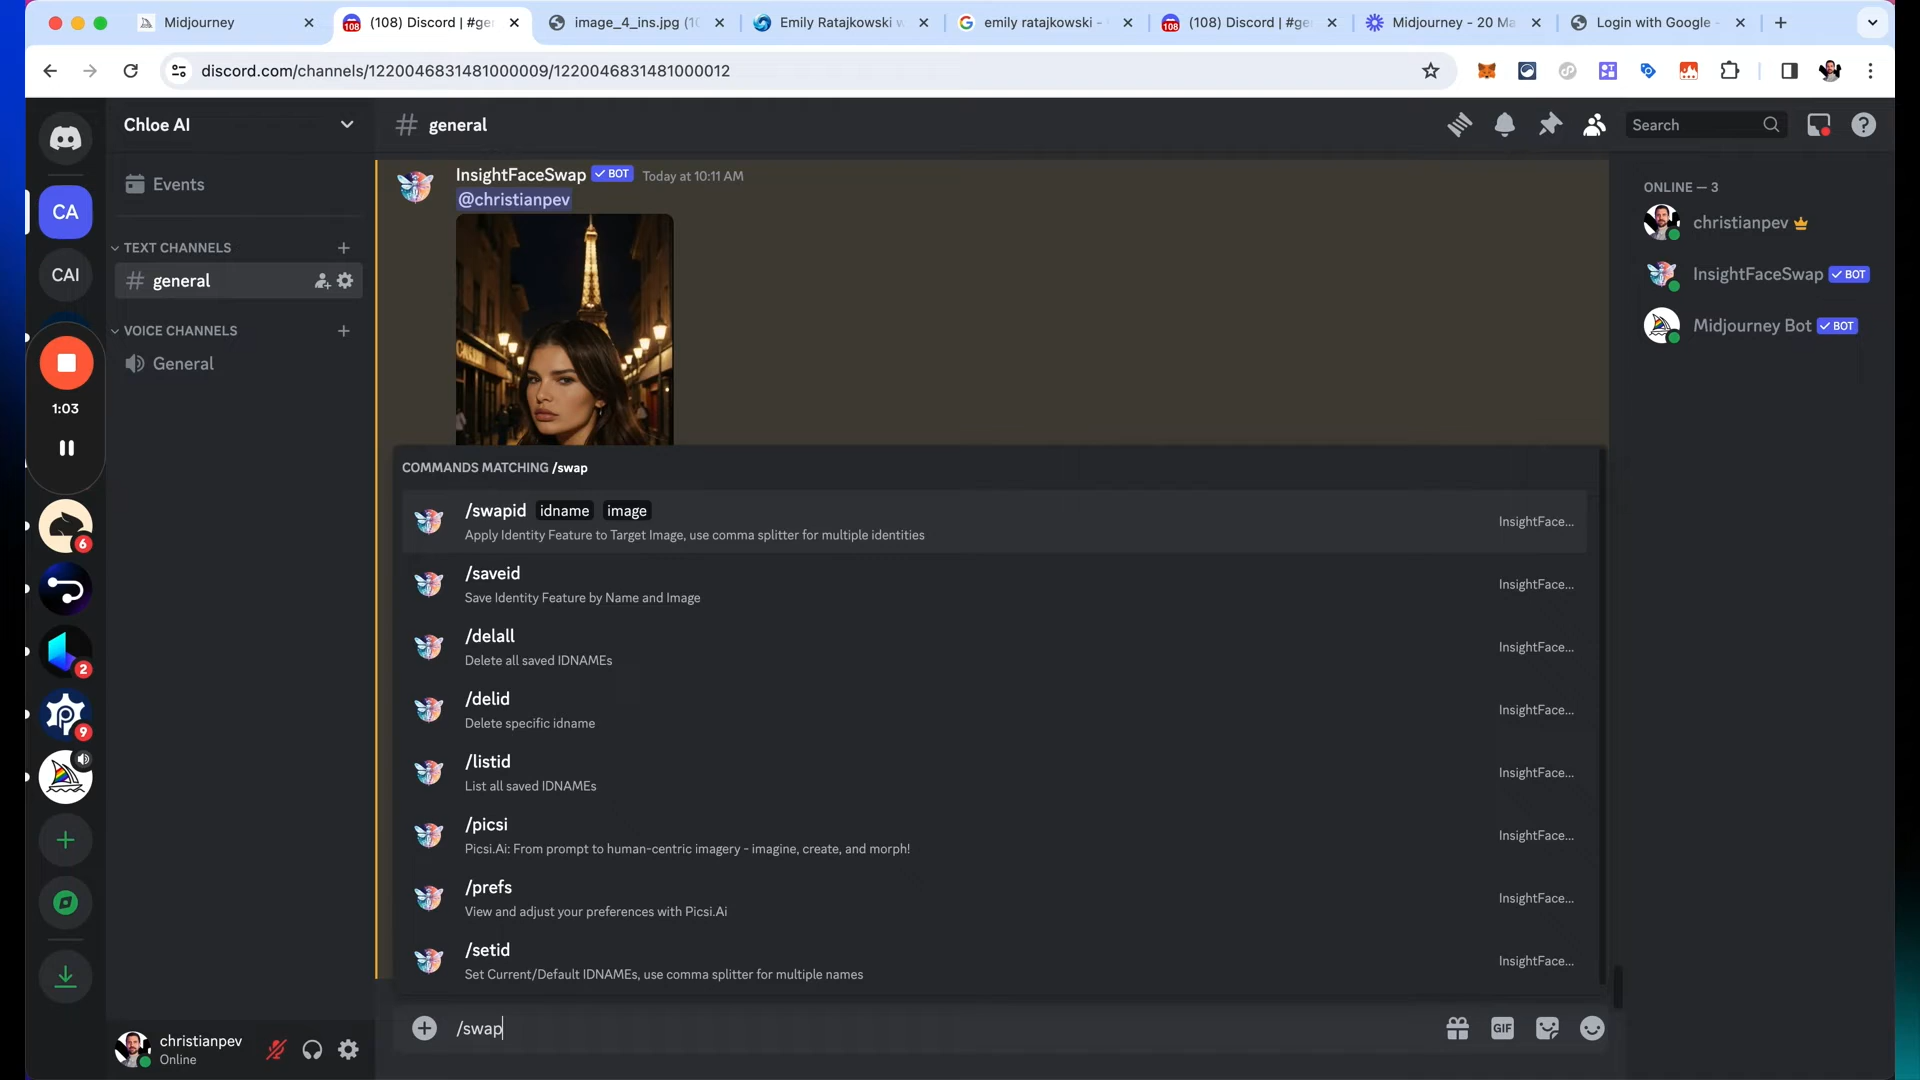 Midjourney
(108) Discord | #ge
image_4_ins.jpg (1
Emily Ratajkowski w
emily ratajkowski -
(108) Discord | #ge
Midjourney - 20 Ma
Login with Google -
discord.com/channels/1220046831481000009/1220046831481000012
Chloe AI
general
Search
Events
TEXT CHANNELS
general
VOICE CHANNELS
General
CA
CAI
1:03
6
2
9
InsightFaceSwap BOT Today at 10:11 AM
@christianpev
COMMANDS MATCHING /swap
/swapid idname image
Apply Identity Feature to Target Image, use comma splitter for multiple identities
InsightFace...
/saveid
Save Identity Feature by Name and Image
InsightFace...
/delall
Delete all saved IDNAMEs
InsightFace...
/delid
Delete specific idname
InsightFace...
/listid
List all saved IDNAMEs
InsightFace...
/picsi
Picsi.Ai: From prompt to human-centric imagery - imagine, create, and morph!
InsightFace...
/prefs
View and adjust your preferences with Picsi.Ai
InsightFace...
/setid
Set Current/Default IDNAMEs, use comma splitter for multiple names
InsightFace...
/swap
GIF
christianpev
Online
ONLINE — 3
christianpev
InsightFaceSwap BOT
Midjourney Bot BOT